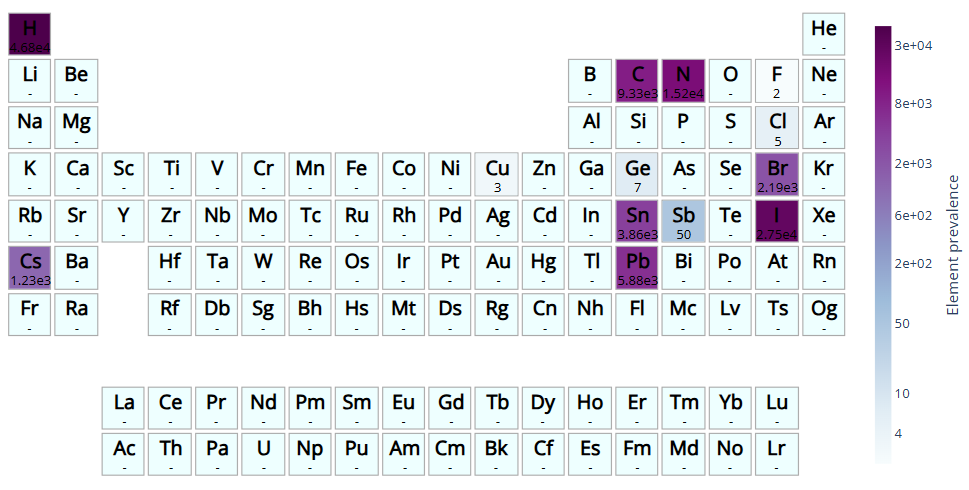 H He
4.68e4 -
Li Be B C N O F Ne
- - - 9.33e3 1.52e4 - 2 -
Na Mg Al Si P S Cl Ar
- - - - - - 5 -
K Ca Sc Ti V Cr Mn Fe Co Ni Cu Zn Ga Ge As Se Br Kr
- - - - - - - - - - 3 - - 7 - - 2.19e3 -
Rb Sr Y Zr Nb Mo Tc Ru Rh Pd Ag Cd In Sn Sb Te I Xe
- - - - - - - - - - - - - 3.86e3 50 - 2.75e4 -
Cs Ba Hf Ta W Re Os Ir Pt Au Hg Tl Pb Bi Po At Rn
1.23e3 - - - - - - - - - - - 5.88e3 - - - -
Fr Ra Rf Db Sg Bh Hs Mt Ds Rg Cn Nh Fl Mc Lv Ts Og
- - - - - - - - - - - - - - - - -
La Ce Pr Nd Pm Sm Eu Gd Tb Dy Ho Er Tm Yb Lu
- - - - - - - - - - - - - - -
Ac Th Pa U Np Pu Am Cm Bk Cf Es Fm Md No Lr
- - - - - - - - - - - - - - -
3e+04
8e+03
2e+03
6e+02
2e+02
50
10
4
Element prevalence